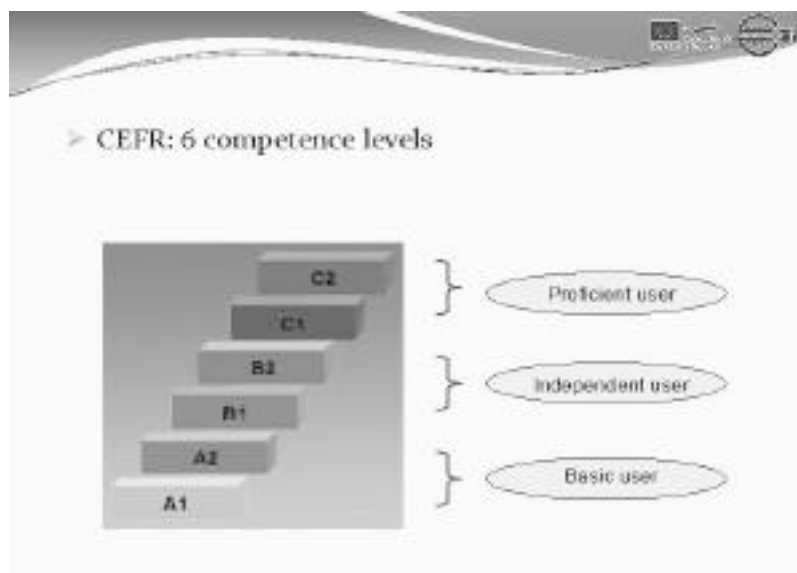 CEFR: 6 competence levels
C2
Proficient user
C1
B2
Independent user
B1
A2
Basic user
A1